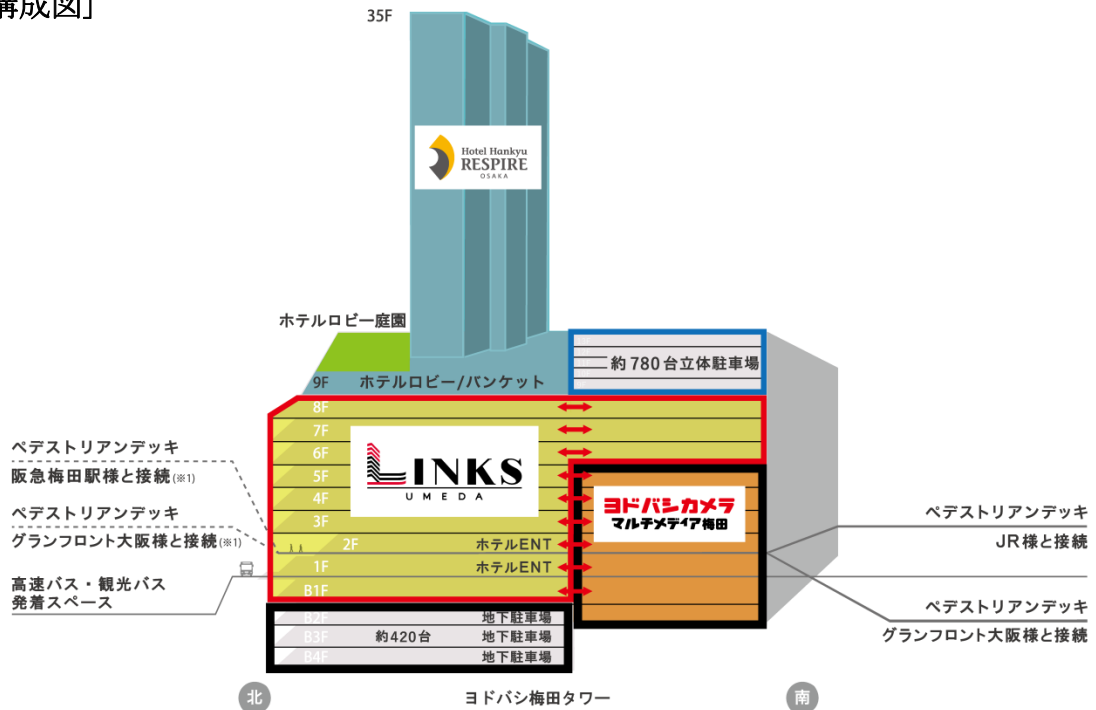 構成図」
35F
Hotel Hankyu
RESPIRE
OSAKA
ホテルロビー庭園
約780台立体駐車場
9F ホテルロビー/バンケット
8F
7F
6F
5F
4F
3F
2F ホテルENT
1F ホテルENT
B1F
LINKS
UMEDA
ヨドバシカメラ
マルチメディア梅田
ペデストリアンデッキ
阪急梅田駅様と接続(※1)
ペデストリアンデッキ
グランフロント大阪様と接続(※1)
高速バス・観光バス
発着スペース
ペデストリアンデッキ
JR様と接続
ペデストリアンデッキ
グランフロント大阪様と接続
B2F 地下駐車場
B3F 約420台 地下駐車場
B4F 地下駐車場
北
ヨドバシ梅田タワー
南